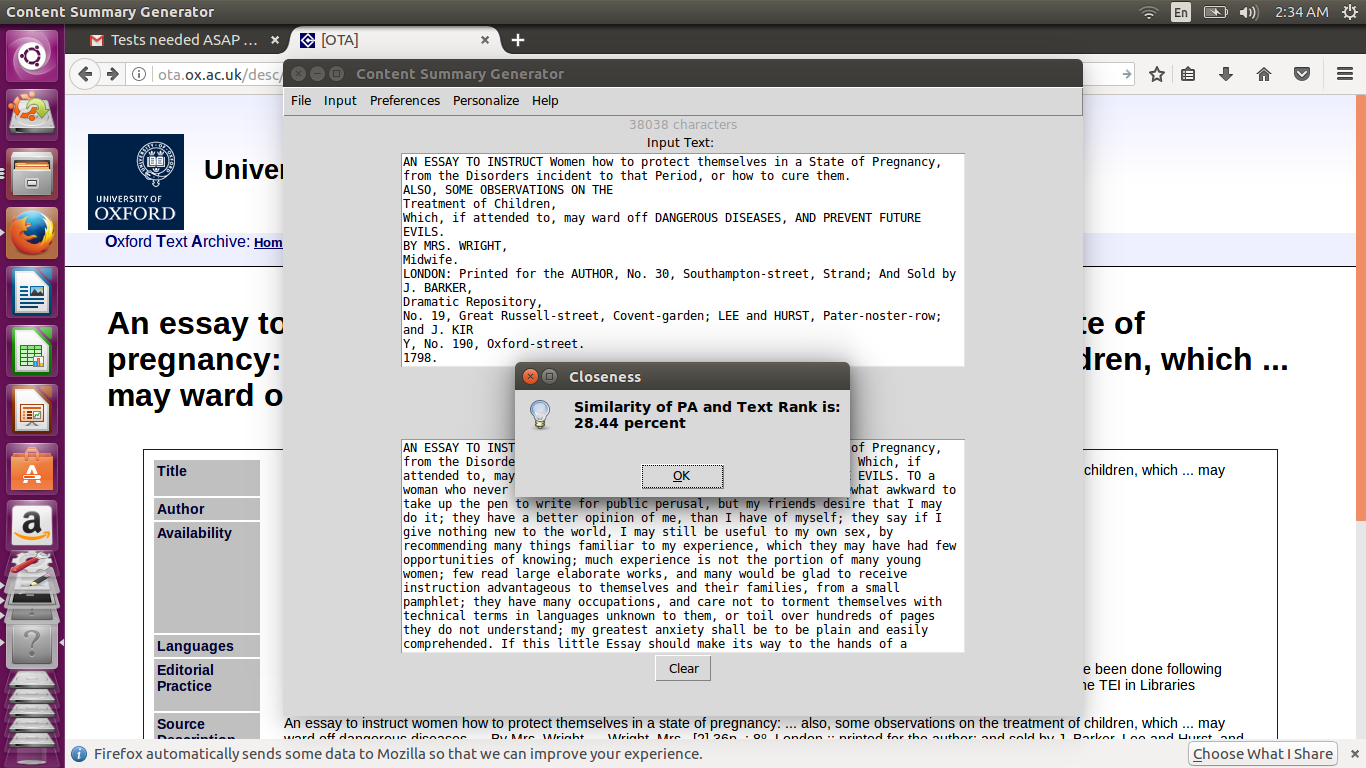 Content Summary Generator
En
2:34 AM
Tests needed ASAP ...
[OTA]
ota.ox.ac.uk/desc/
UNIVERSITY OF
OXFORD
Univer
Oxford Text Archive: Hom
An essay to
te of
pregnancy:
dren, which ...
may ward o
Title
children, which ... may
Author
Availability
Languages
Editorial
Practice
e been done following
he TEI in Libraries
Source
Description
An essay to instruct women how to protect themselves in a state of pregnancy: ... also, some observations on the treatment of children, which ... may
ward off dangerous diseases, ... By Mrs. Wright, ... Wright, Mrs.. [2],36p. ; 8⁰. London :: printed for the author; and sold by J. Barker, Lee and Hurst, and
Content Summary Generator
File Input Preferences Personalize Help
38038 characters
Input Text:
AN ESSAY TO INSTRUCT Women how to protect themselves in a State of Pregnancy,
from the Disorders incident to that Period, or how to cure them.
ALSO, SOME OBSERVATIONS ON THE
Treatment of Children,
Which, if attended to, may ward off DANGEROUS DISEASES, AND PREVENT FUTURE
EVILS.
BY MRS. WRIGHT,
Midwife.
LONDON: Printed for the AUTHOR, No. 30, Southampton-street, Strand; And Sold by
J. BARKER,
Dramatic Repository,
No. 19, Great Russell-street, Covent-garden; LEE and HURST, Pater-noster-row;
and J. KIR
Y, No. 190, Oxford-street.
1798.
Closeness
Similarity of PA and Text Rank is:
28.44 percent
OK
AN ESSAY TO INST of Pregnancy,
from the Disorde Which, if
attended to, may EVILS. TO a
woman who never what awkward to
take up the pen to write for public perusal, but my friends desire that I may
do it; they have a better opinion of me, than I have of myself; they say if I
give nothing new to the world, I may still be useful to my own sex, by
recommending many things familiar to my experience, which they may have had few
opportunities of knowing; much experience is not the portion of many young
women; few read large elaborate works, and many would be glad to receive
instruction advantageous to themselves and their families, from a small
pamphlet; they have many occupations, and care not to torment themselves with
technical terms in languages unknown to them, or toil over hundreds of pages
they do not understand; my greatest anxiety shall be to be plain and easily
comprehended. If this little Essay should make its way to the hands of a
Clear
Firefox automatically sends some data to Mozilla so that we can improve your experience.
Choose What I Share